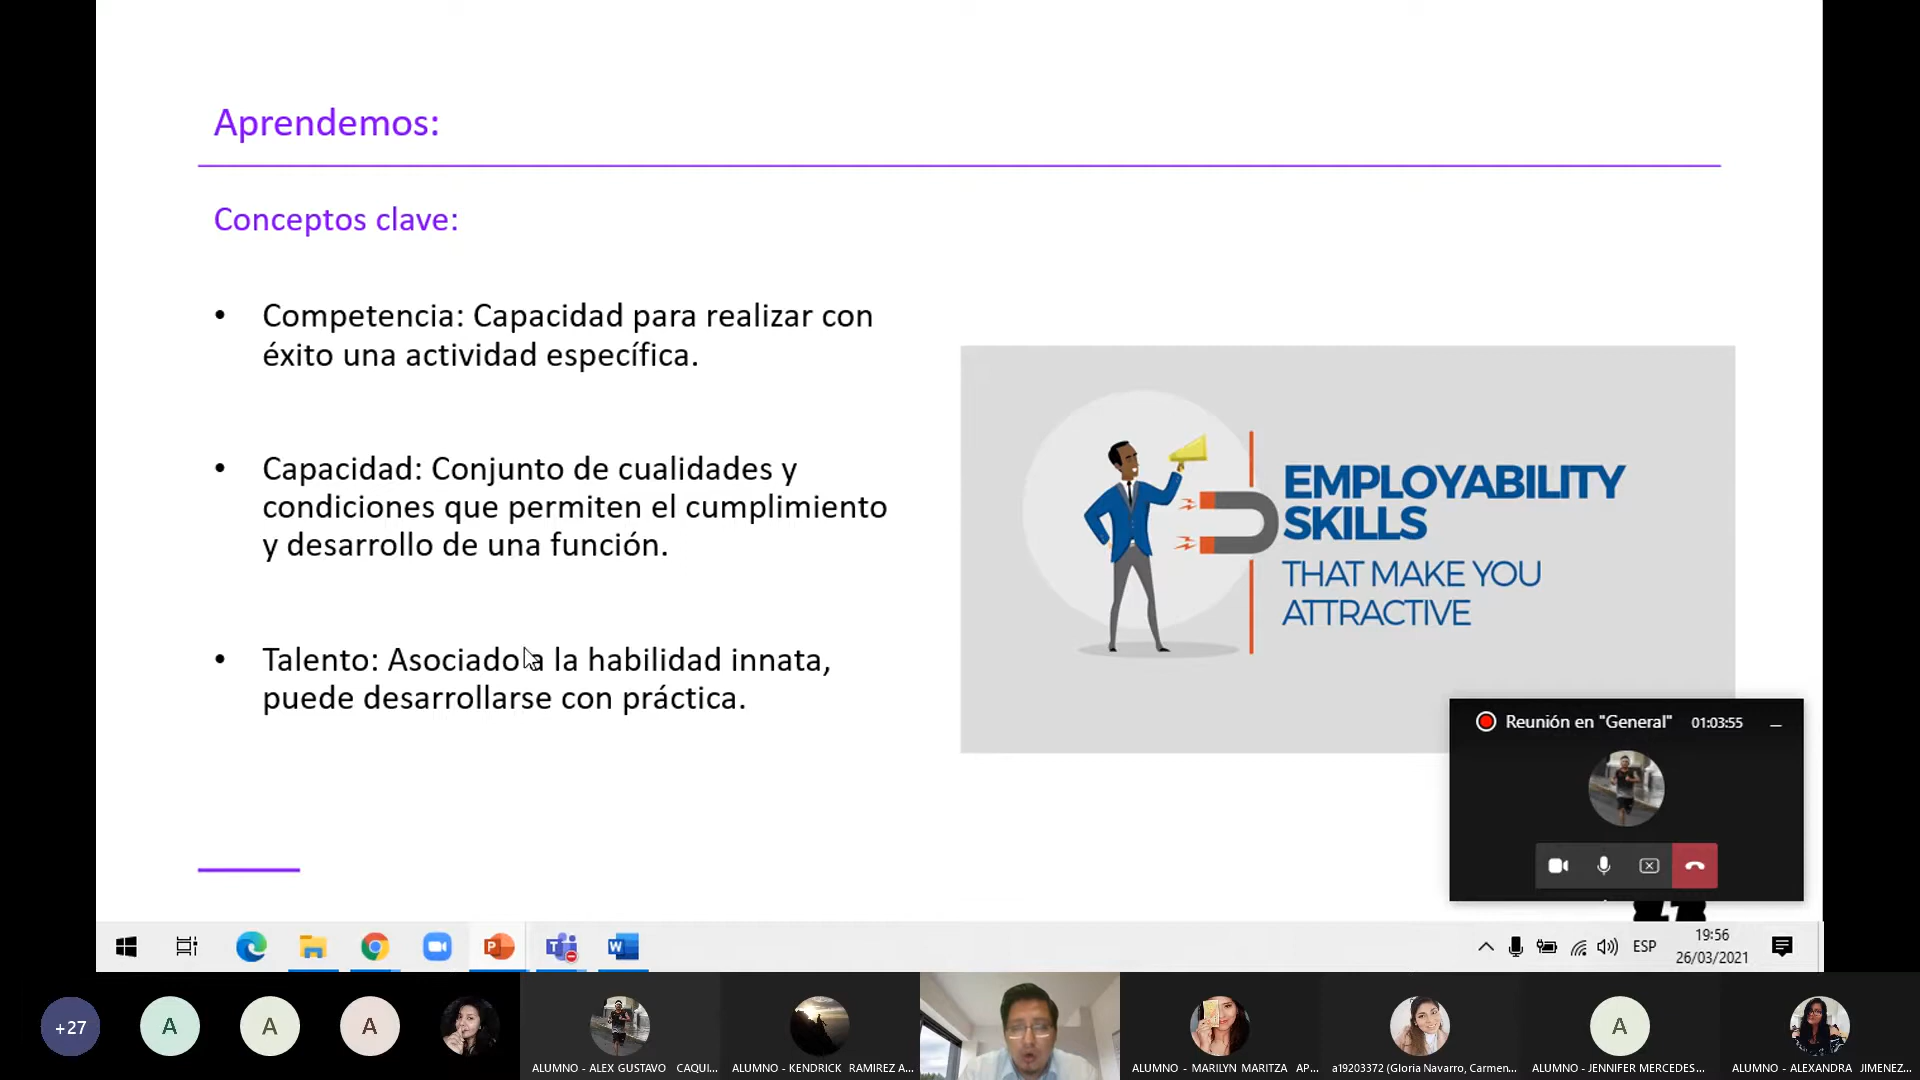 Aprendemos:
Conceptos clave:
• Competencia: Capacidad para realizar con
éxito una actividad específica.
• Capacidad: Conjunto de cualidades y
condiciones que permiten el cumplimiento
y desarrollo de una función.
• Talento: Asociado a la habilidad innata,
puede desarrollarse con práctica.
EMPLOYABILITY
SKILLS
THAT MAKE YOU
ATTRACTIVE
Reunión en "General" 01:03:55
ESP
19:56
26/03/2021
+27
A
A
A
ALUMNO - ALEX GUSTAVO CAQUI...
ALUMNO - KENDRICK RAMIREZ A...
ALUMNO - MARILYN MARITZA AP...
a19203372 (Gloria Navarro, Carmen...
A
ALUMNO - JENNIFER MERCEDES...
ALUMNO - ALEXANDRA JIMENEZ...